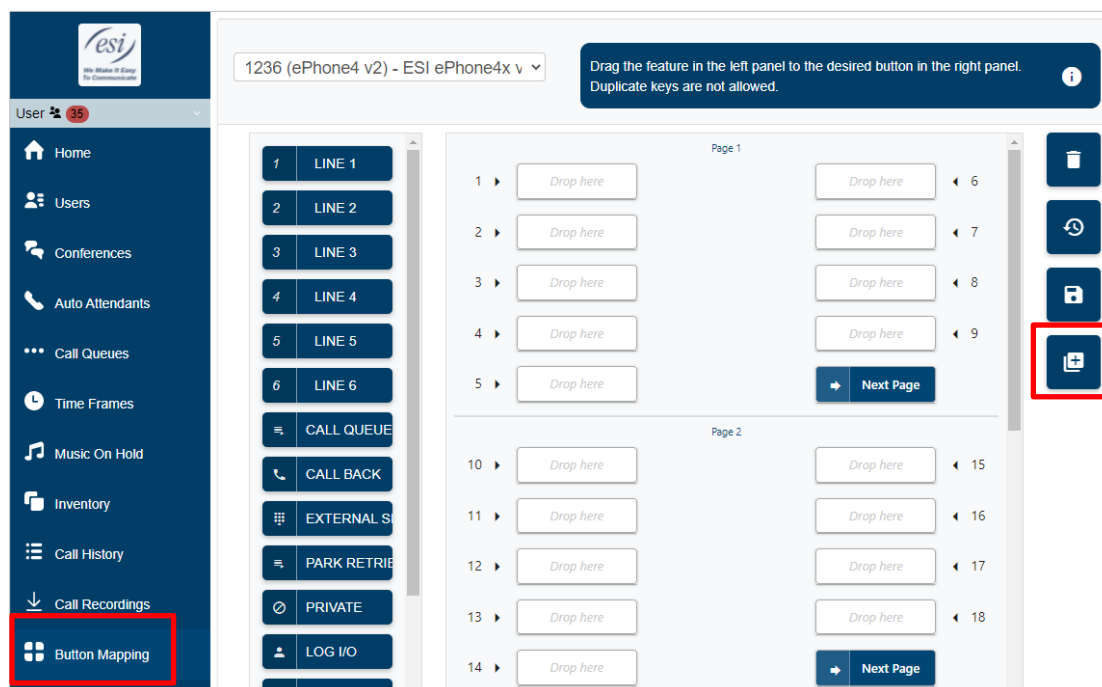 esi
We Make It Easy
To Communicate
User 35
Home
Users
Conferences
Auto Attendants
Call Queues
Time Frames
Music On Hold
Inventory
Call History
Call Recordings
Button Mapping
1236 (ePhone4 v2) - ESI ePhone4x v
Drag the feature in the left panel to the desired button in the right panel.
Duplicate keys are not allowed.
1 LINE 1
2 LINE 2
3 LINE 3
4 LINE 4
5 LINE 5
6 LINE 6
CALL QUEUE
CALL BACK
EXTERNAL S
PARK RETRIE
PRIVATE
LOG I/O
Page 1
1 Drop here Drop here 6
2 Drop here Drop here 7
3 Drop here Drop here 8
4 Drop here Drop here 9
5 Drop here Next Page
Page 2
10 Drop here Drop here 15
11 Drop here Drop here 16
12 Drop here Drop here 17
13 Drop here Drop here 18
14 Drop here Next Page